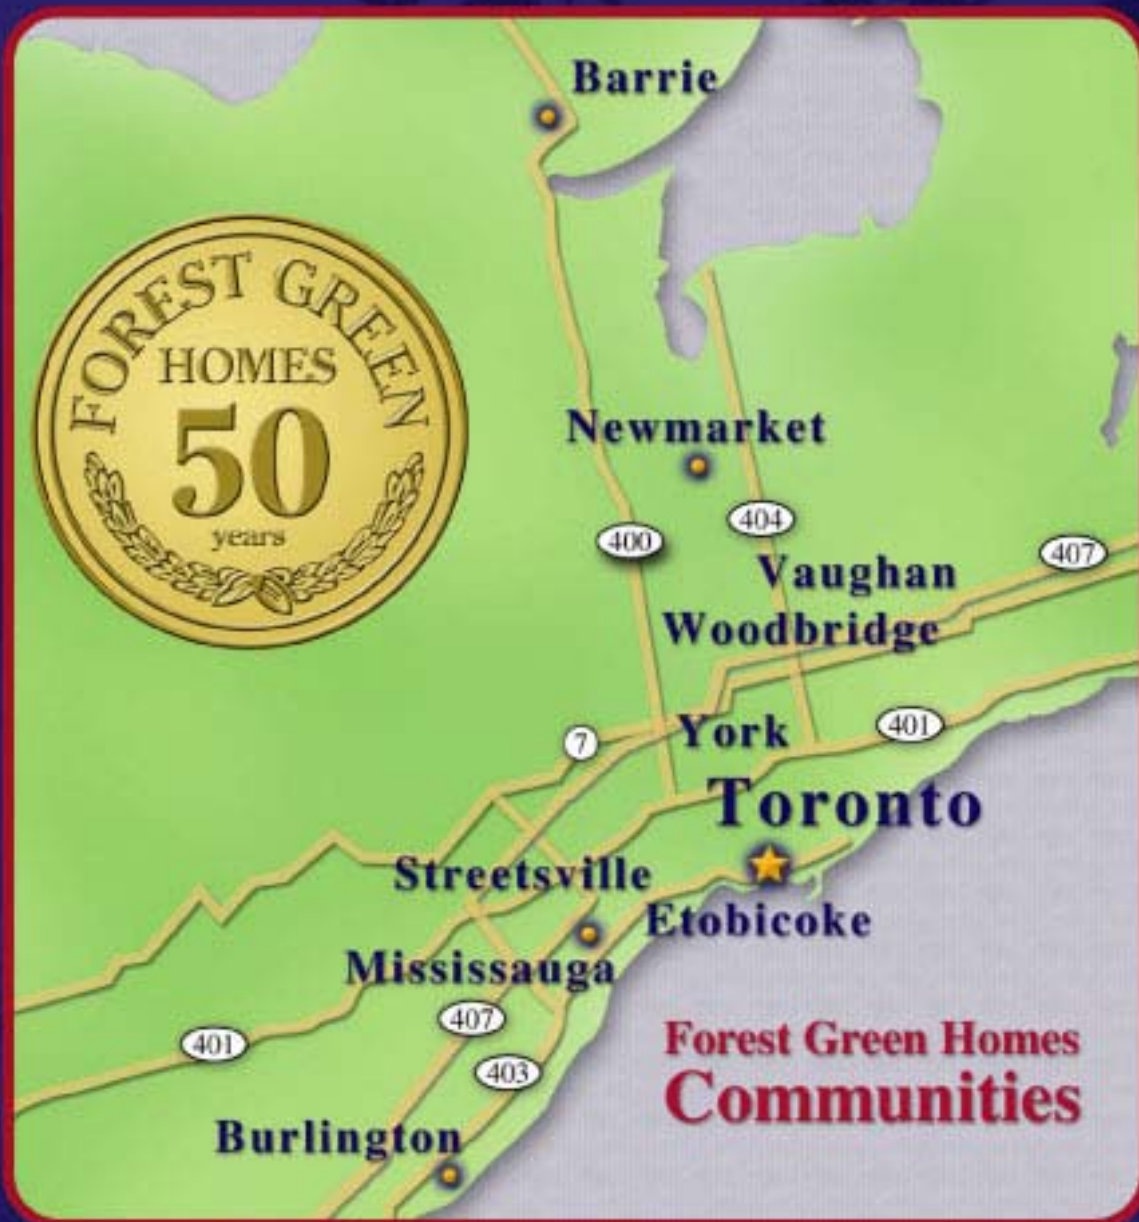 Barrie
FOREST GREEN
HOMES
50
years
Newmarket
404
400
407
Vaughan
Woodbridge
401
York
7
Toronto
Streetsville
Etobicoke
Mississauga
407
401
403
Forest Green Homes
Communities
Burlington